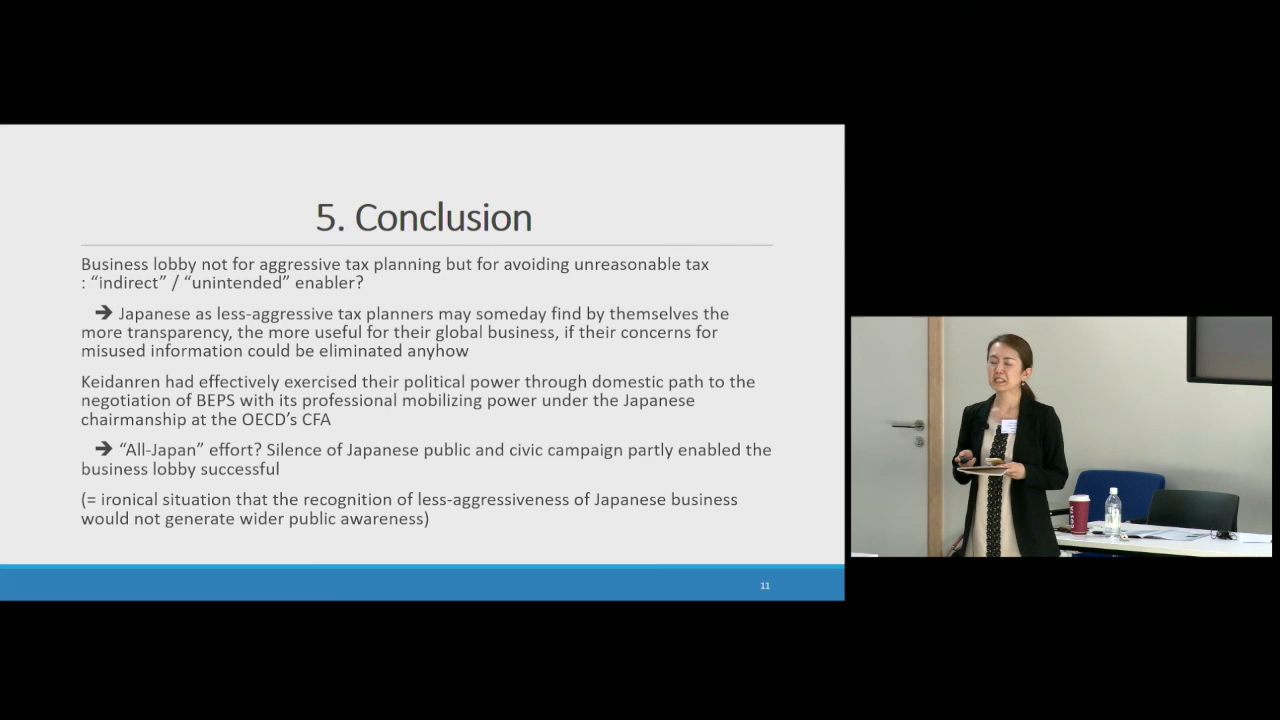 5. Conclusion
Business lobby not for aggressive tax planning but for avoiding unreasonable tax
: “indirect” / “unintended” enabler?
➔ Japanese as less-aggressive tax planners may someday find by themselves the
more transparency, the more useful for their global business, if their concerns for
misused information could be eliminated anyhow
Keidanren had effectively exercised their political power through domestic path to the
negotiation of BEPS with its professional mobilizing power under the Japanese
chairmanship at the OECD’s CFA
➔ “All-Japan” effort? Silence of Japanese public and civic campaign partly enabled the
business lobby successful
(= ironical situation that the recognition of less-aggressiveness of Japanese business
would not generate wider public awareness)
11